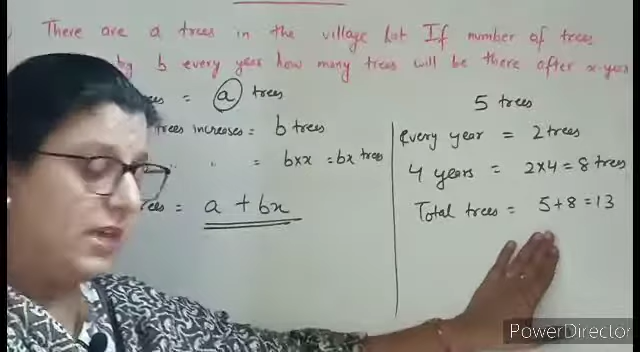 There are a trees in the village Lot If number of trees
by b every year how many trees will be there after x-years
= a trees
trees increases = b trees
" " = b×x = bx trees
= a + bx
5 trees
Every year = 2 trees
4 years = 2×4 = 8 trees
Total trees = 5+8=13
PowerDirector